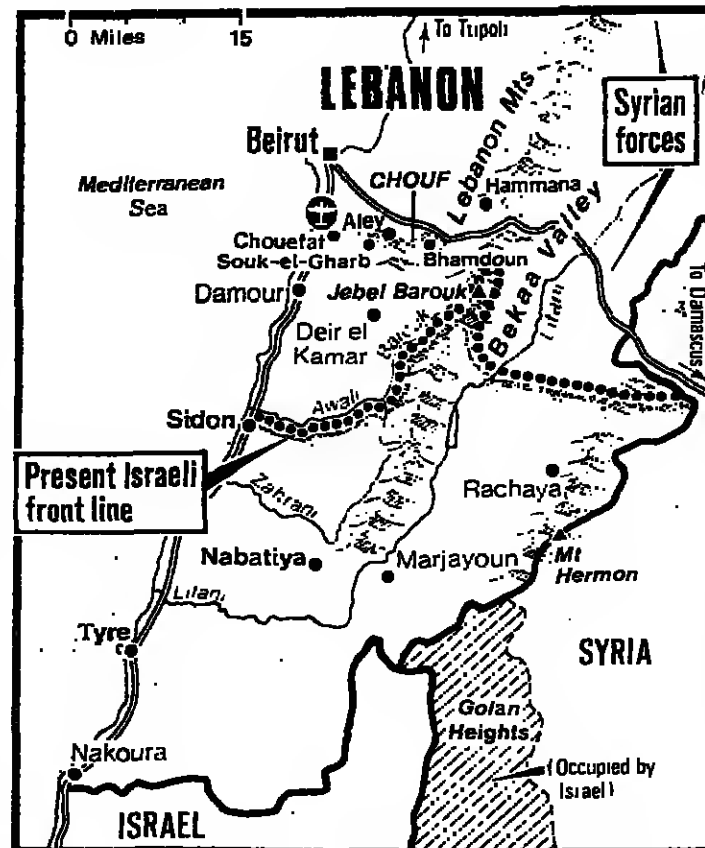 0 Miles 15
To Tripoli
LEBANON
Lebanon Mts
Syrian
forces
Beirut
Mediterranean
Sea
CHOUF
Hammana
Aley
Chouefat
Souk-el-Gharb
Bhamdoun
Bekaa Valley
Damour
Jebel Barouk
Litani
To Damascus
Deir el
Kamar
Awali
Sidon
Present Israeli
front line
Zahrani
Rachaya
Nabatiya
Marjayoun
Mt
Hermon
Litani
Tyre
SYRIA
Golan
Heights
Nakoura
(Occupied by
Israel)
ISRAEL